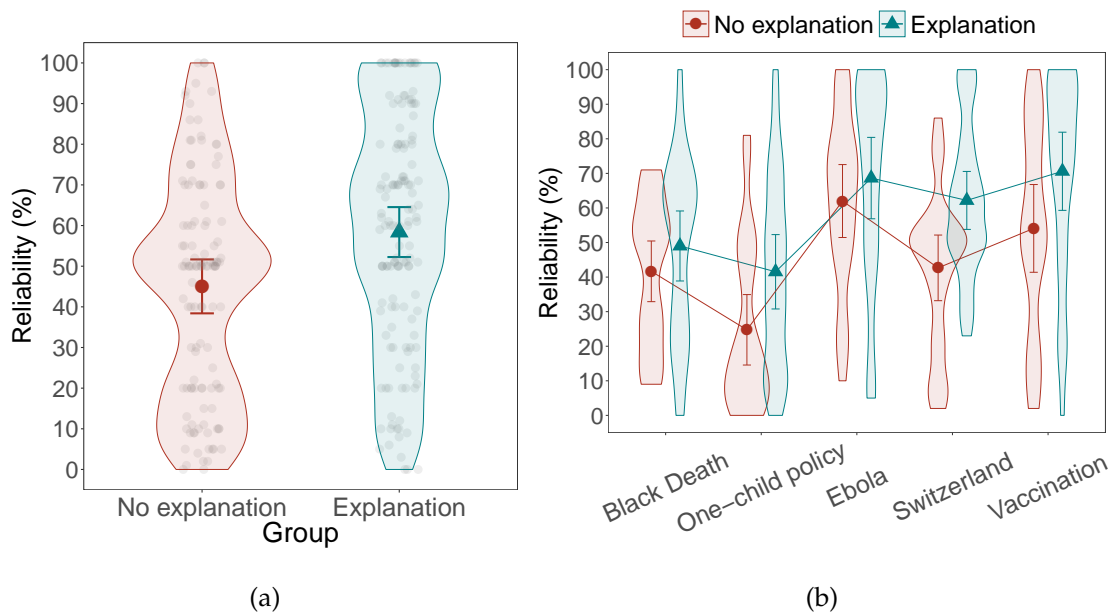 Reliability (%)
100
90
80
70
60
50
40
30
20
10
0
No explanation
Explanation
Group
(a)
No explanation
Explanation
Reliability (%)
100
90
80
70
60
50
40
30
20
10
0
Black Death
One−child policy
Ebola
Switzerland
Vaccination
(b)